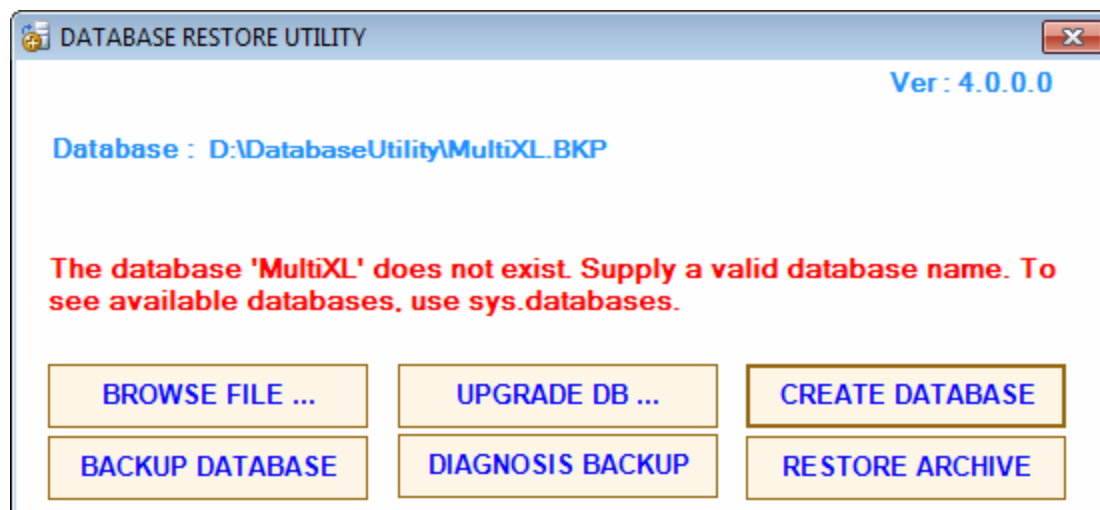 DATABASE RESTORE UTILITY
Ver : 4.0.0.0
Database : D:\DatabaseUtility\MultiXL.BKP
The database 'MultiXL' does not exist. Supply a valid database name. To
see available databases, use sys.databases.
BROWSE FILE ...
UPGRADE DB ...
CREATE DATABASE
BACKUP DATABASE
DIAGNOSIS BACKUP
RESTORE ARCHIVE